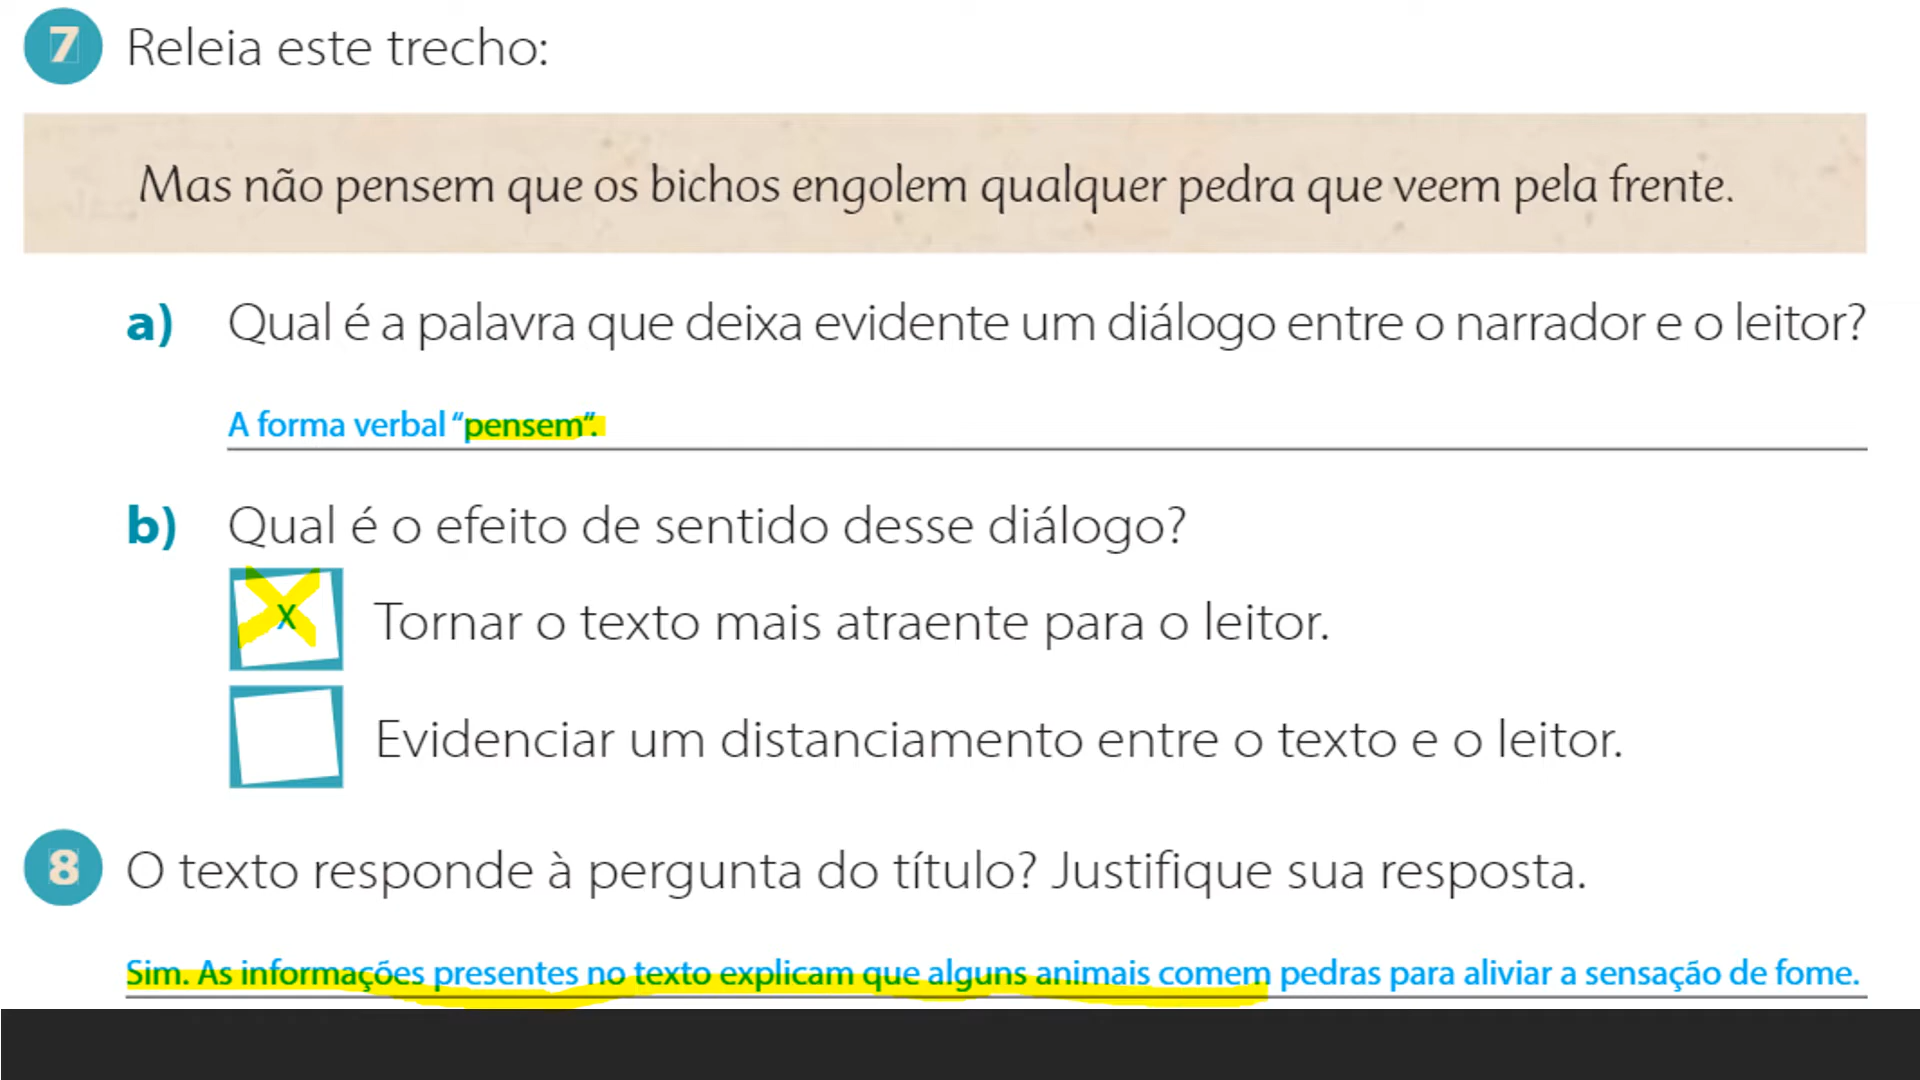 7 Releia este trecho:
Mas não pensem que os bichos engolem qualquer pedra que veem pela frente.
a) Qual é a palavra que deixa evidente um diálogo entre o narrador e o leitor?
A forma verbal “pensem”.
b) Qual é o efeito de sentido desse diálogo?
X Tornar o texto mais atraente para o leitor.
Evidenciar um distanciamento entre o texto e o leitor.
8 O texto responde à pergunta do título? Justifique sua resposta.
Sim. As informações presentes no texto explicam que alguns animais comem pedras para aliviar a sensação de fome.